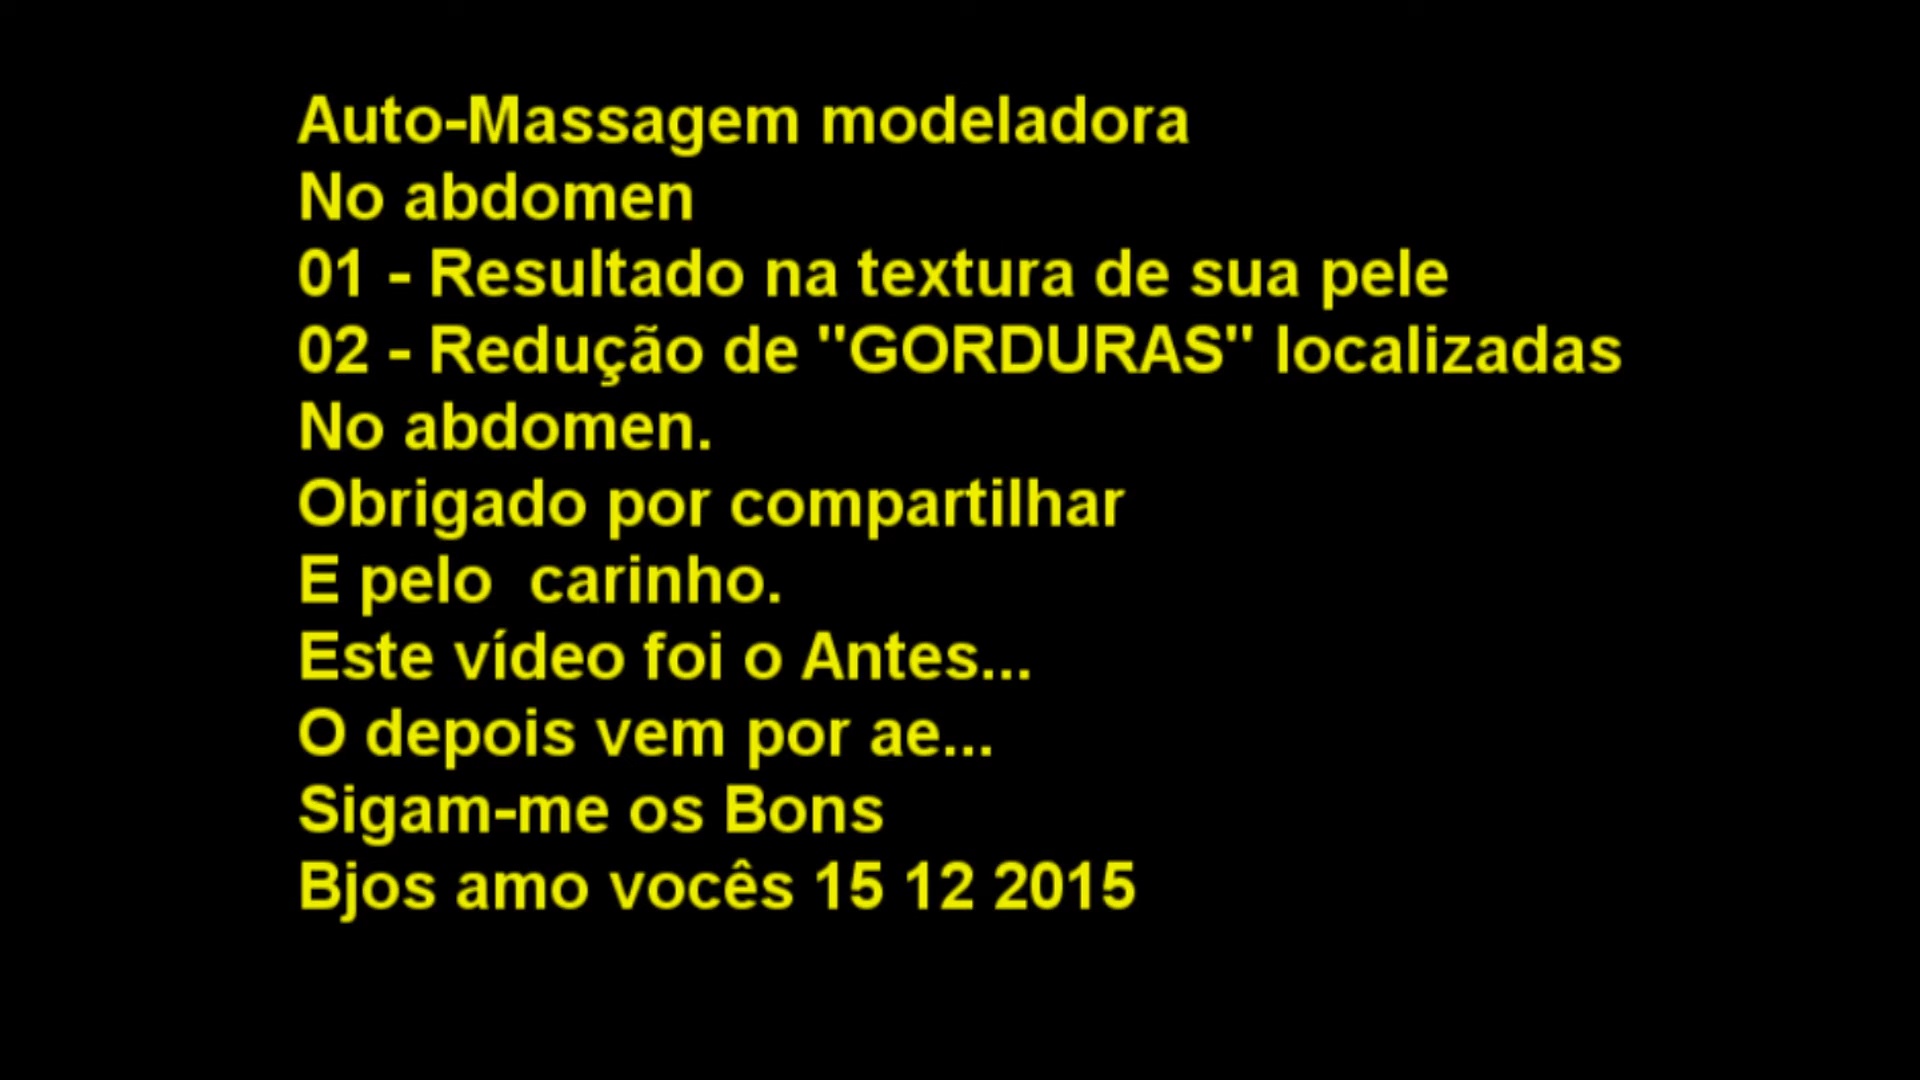 Auto-Massagem modeladora
No abdomen
01 - Resultado na textura de sua pele
02 - Redução de "GORDURAS" localizadas
No abdomen.
Obrigado por compartilhar
E pelo  carinho.
Este vídeo foi o Antes...
O depois vem por ae...
Sigam-me os Bons
Bjos amo vocês 15 12 2015